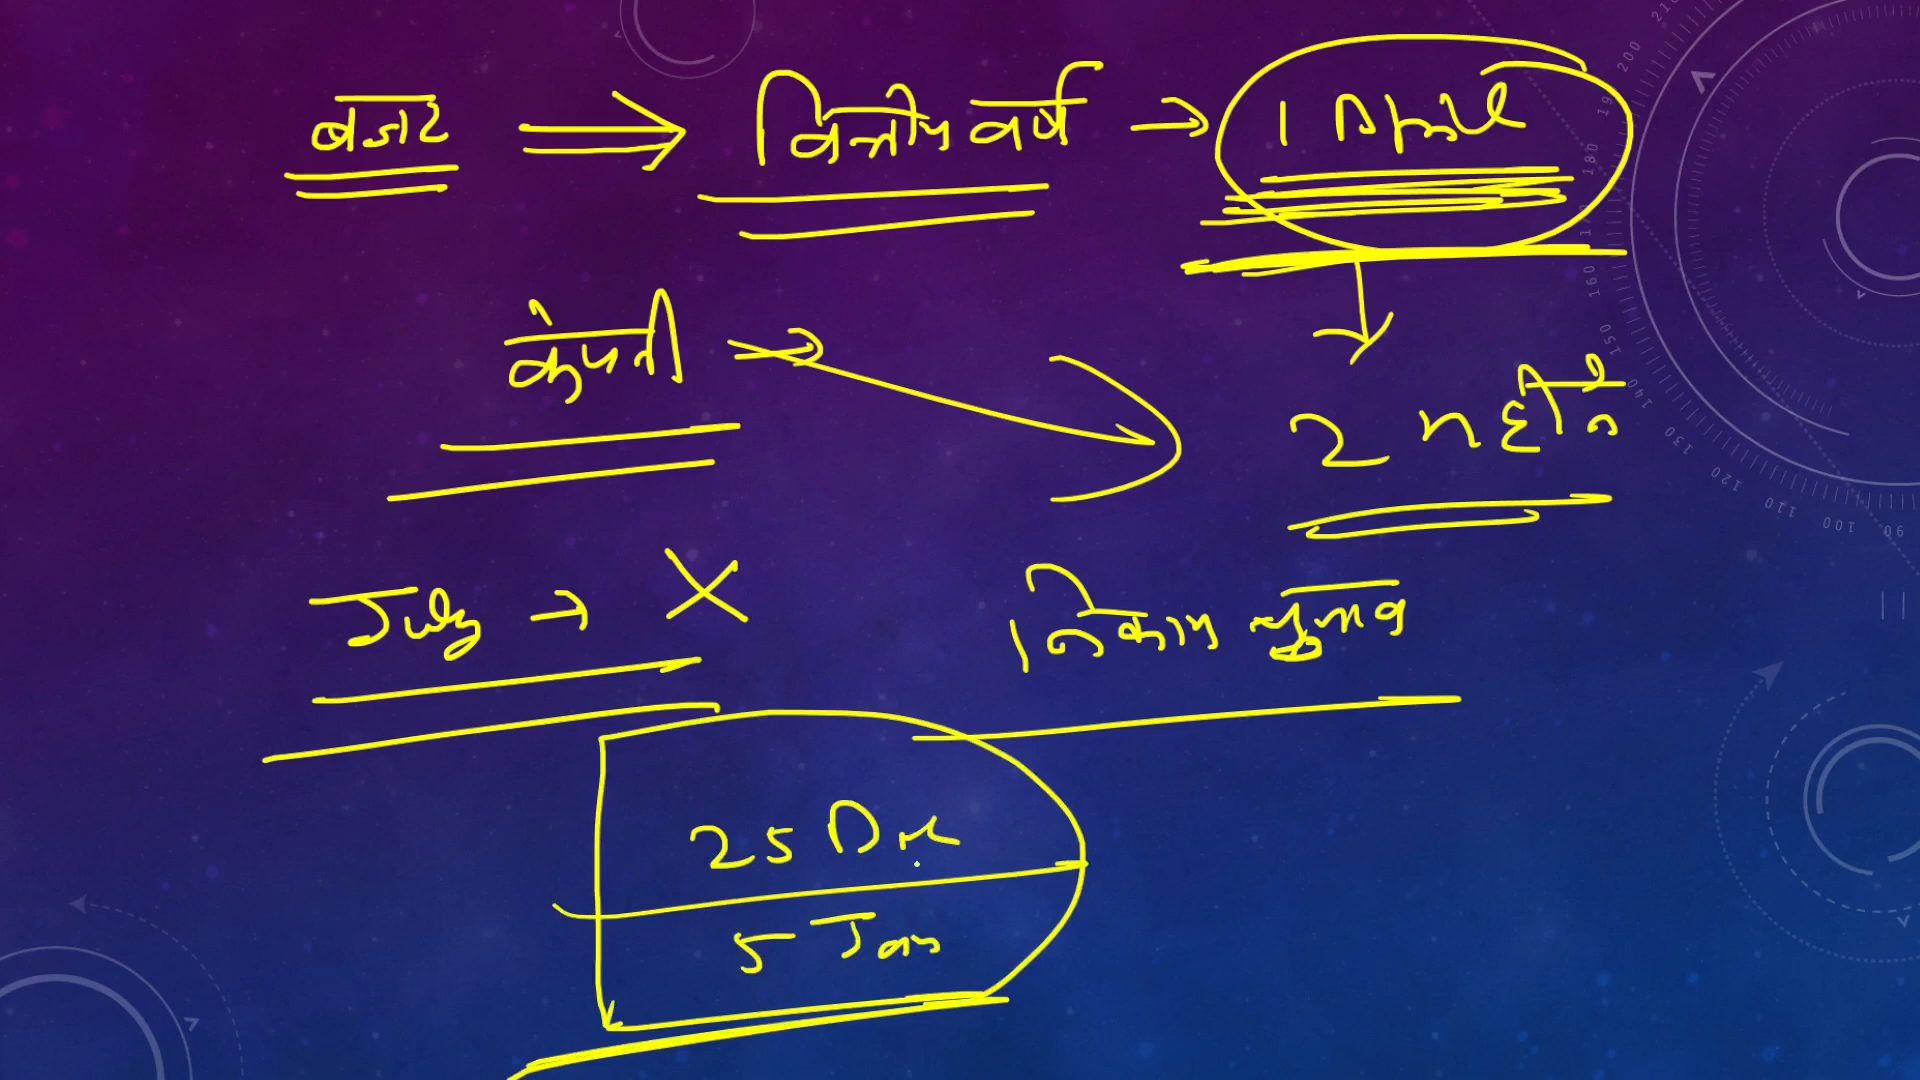 बजट ⇒ वित्तीय वर्ष → 1 April
कंपनी →
2 महीने
July → X
निकाय चुनाव
25 Dec
5 Jan